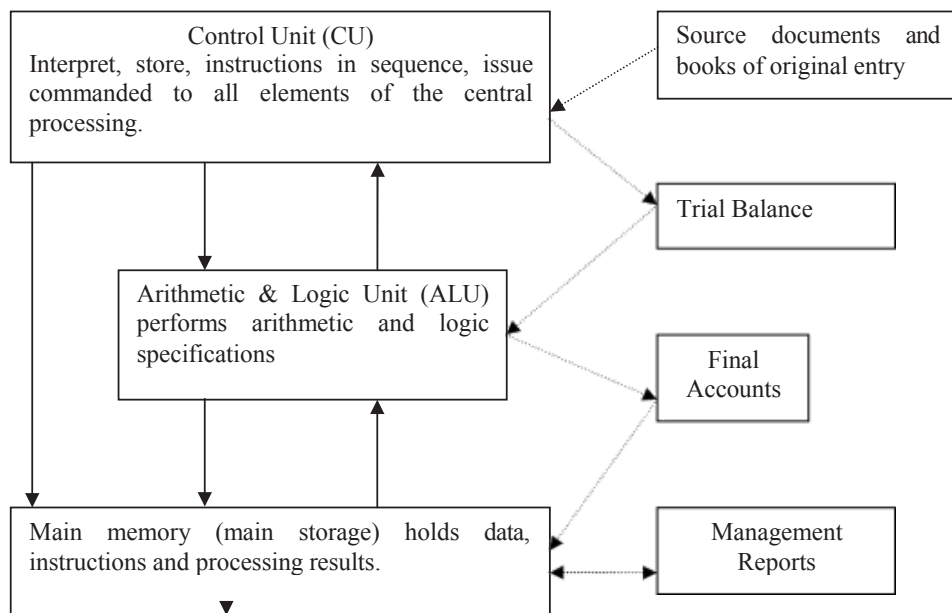 Control Unit (CU)
Interpret, store, instructions in sequence, issue
commanded to all elements of the central
processing.
Source documents and
books of original entry
Trial Balance
Arithmetic & Logic Unit (ALU)
performs arithmetic and logic
specifications
Final
Accounts
Main memory (main storage) holds data,
instructions and processing results.
Management
Reports